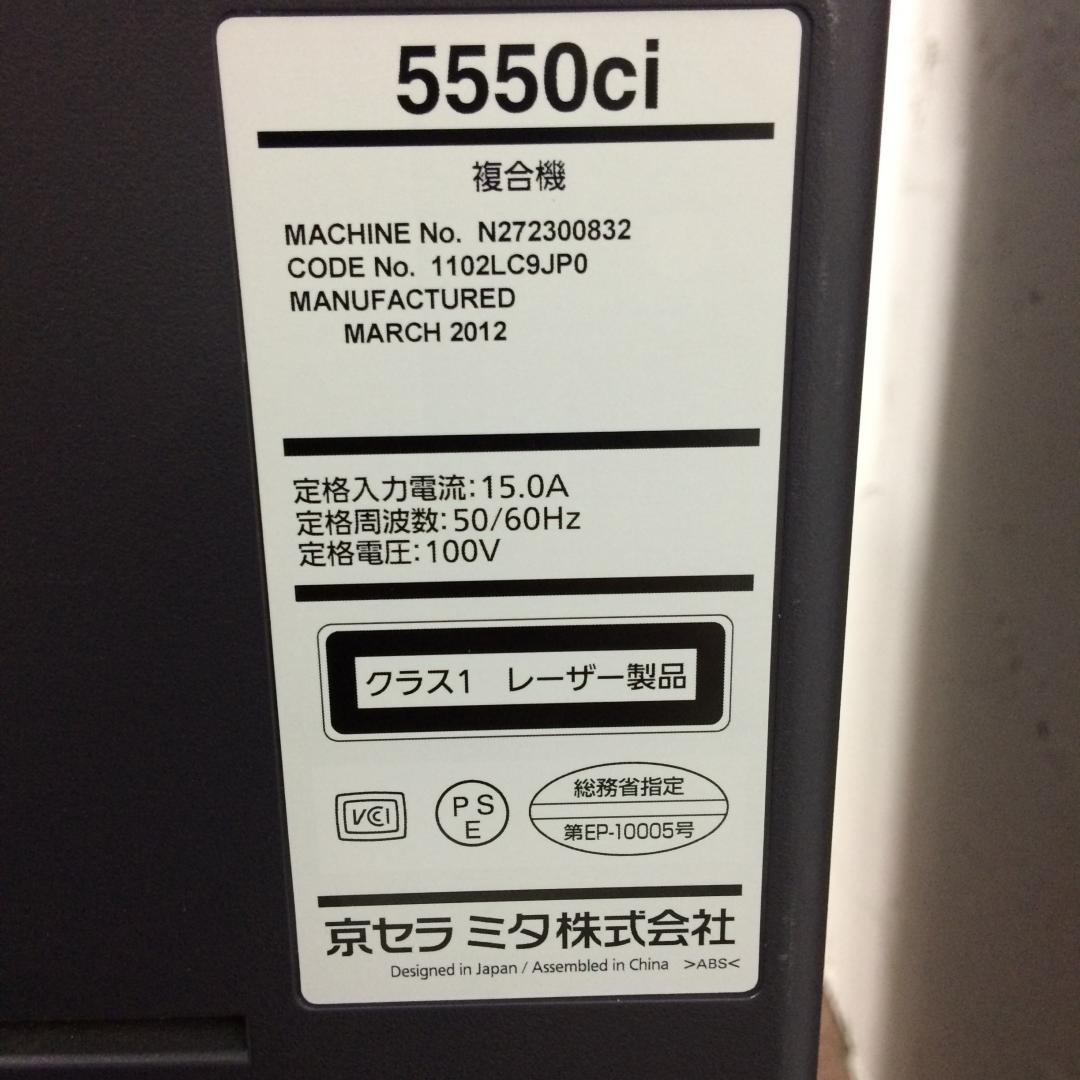 5550ci
複合機
MACHINE No. N272300832
CODE No. 1102LC9JP0
MANUFACTURED
MARCH 2012
定格入力電流:15.0A
定格周波数:50/60Hz
定格電圧:100V
クラス1 レーザー製品
VCCI
PS
E
総務省指定
第EP-10005号
京セラ ミタ株式会社
Designed in Japan / Assembled in China >ABS<